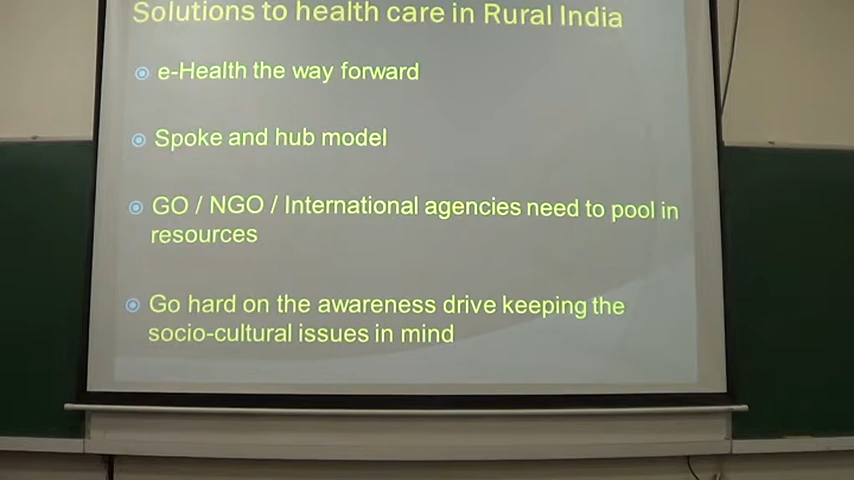 Solutions to health care in Rural India
e-Health the way forward
Spoke and hub model
GO / NGO / International agencies need to pool in
resources
Go hard on the awareness drive keeping the
socio-cultural issues in mind